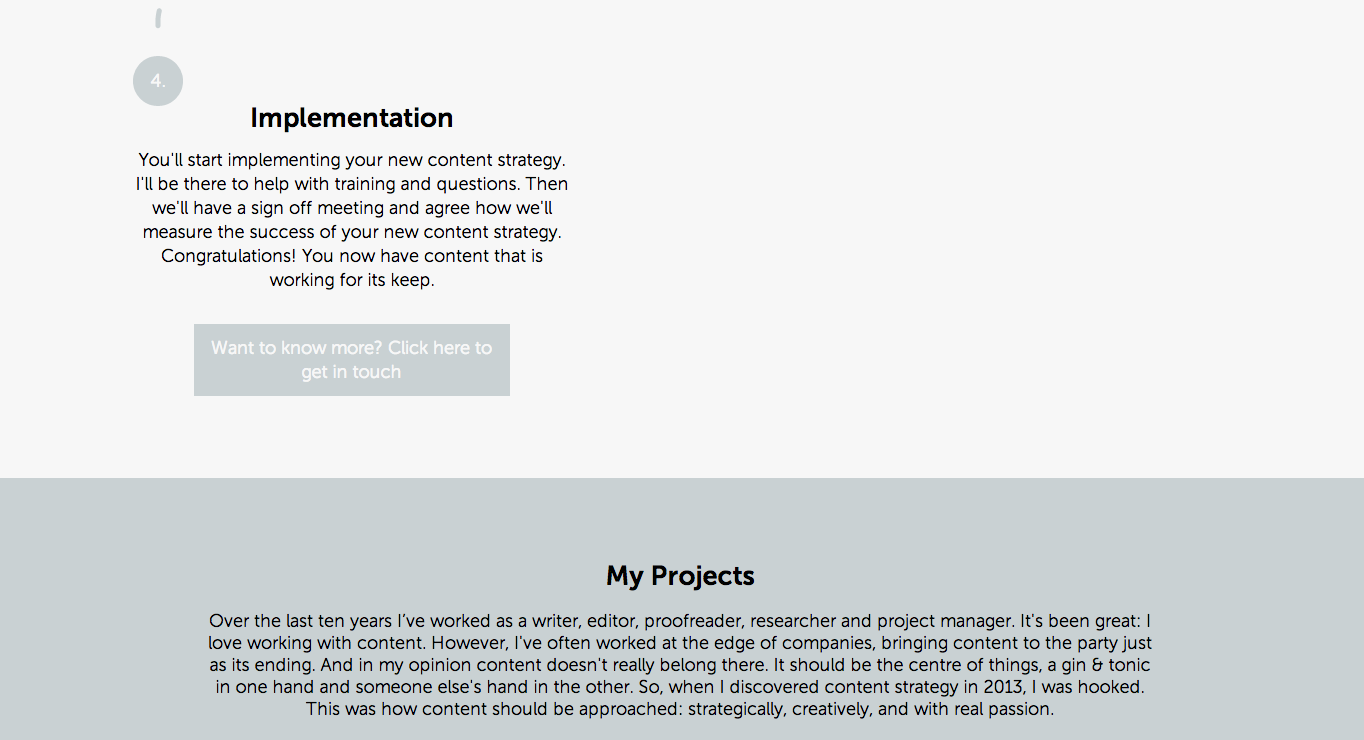 4.
Implementation
You'll start implementing your new content strategy.
I'll be there to help with training and questions. Then
we'll have a sign off meeting and agree how we'll
measure the success of your new content strategy.
Congratulations! You now have content that is
working for its keep.
Want to know more? Click here to
get in touch
My Projects
Over the last ten years I’ve worked as a writer, editor, proofreader, researcher and project manager. It's been great: I
love working with content. However, I've often worked at the edge of companies, bringing content to the party just
as its ending. And in my opinion content doesn't really belong there. It should be the centre of things, a gin & tonic
in one hand and someone else's hand in the other. So, when I discovered content strategy in 2013, I was hooked.
This was how content should be approached: strategically, creatively, and with real passion.